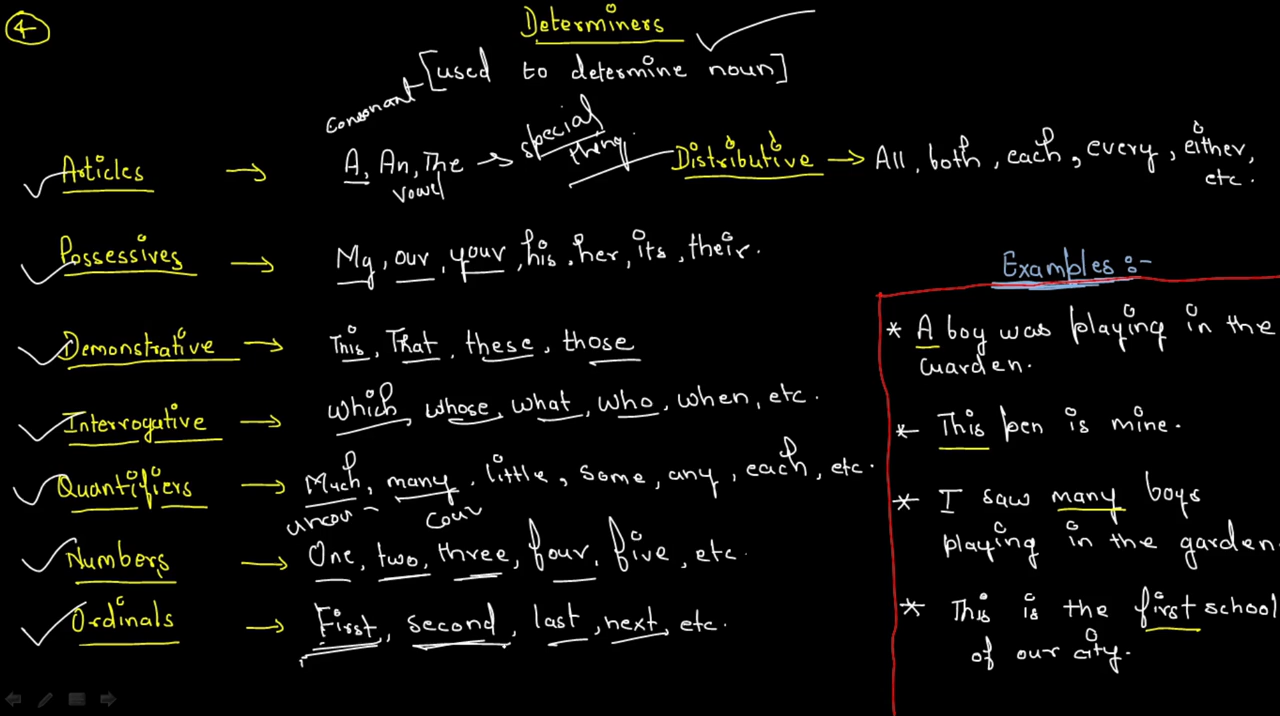 4
Determiners
[used to determine noun]
consonant
special
thing
Articles → A, An, The →
vowel
Distributive → All, both, each, every, either,
etc.
Possessives → My, our, your, his, her, its, their.
Demonstrative → This, That, these, those
Interrogative → which, whose, what, who, when, etc.
Quantifiers → Much, many, little, some, any, each, etc.
uncou
cou
Numbers → One, two, three, four, five, etc.
Ordinals → First, second, last, next, etc.
Examples :-
* A boy was playing in the
Guarden.
* This pen is mine.
* I saw many boys
playing in the garden.
* This is the first school
of our city.